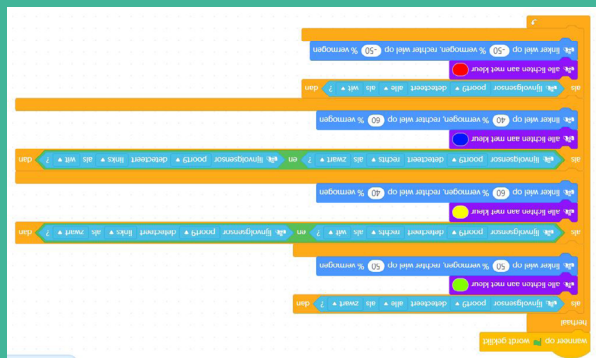 wanneer op wordt geklikt
herhaal
als lijnvolgsensor poort9 detecteert alle als zwart ? dan
alle lichten aan met kleur
linker wiel op 50 % vermogen, rechter wiel op 50 % vermogen
als lijnvolgsensor poort9 detecteert rechts als wit ? en lijnvolgsensor poort9 detecteert links als zwart ? dan
alle lichten aan met kleur
linker wiel op 60 % vermogen, rechter wiel op 40 % vermogen
als lijnvolgsensor poort9 detecteert rechts als zwart ? en lijnvolgsensor poort9 detecteert links als wit ? dan
alle lichten aan met kleur
linker wiel op 40 % vermogen, rechter wiel op 60 % vermogen
als lijnvolgsensor poort9 detecteert alle als wit ? dan
alle lichten aan met kleur
linker wiel op -50 % vermogen, rechter wiel op -50 % vermogen